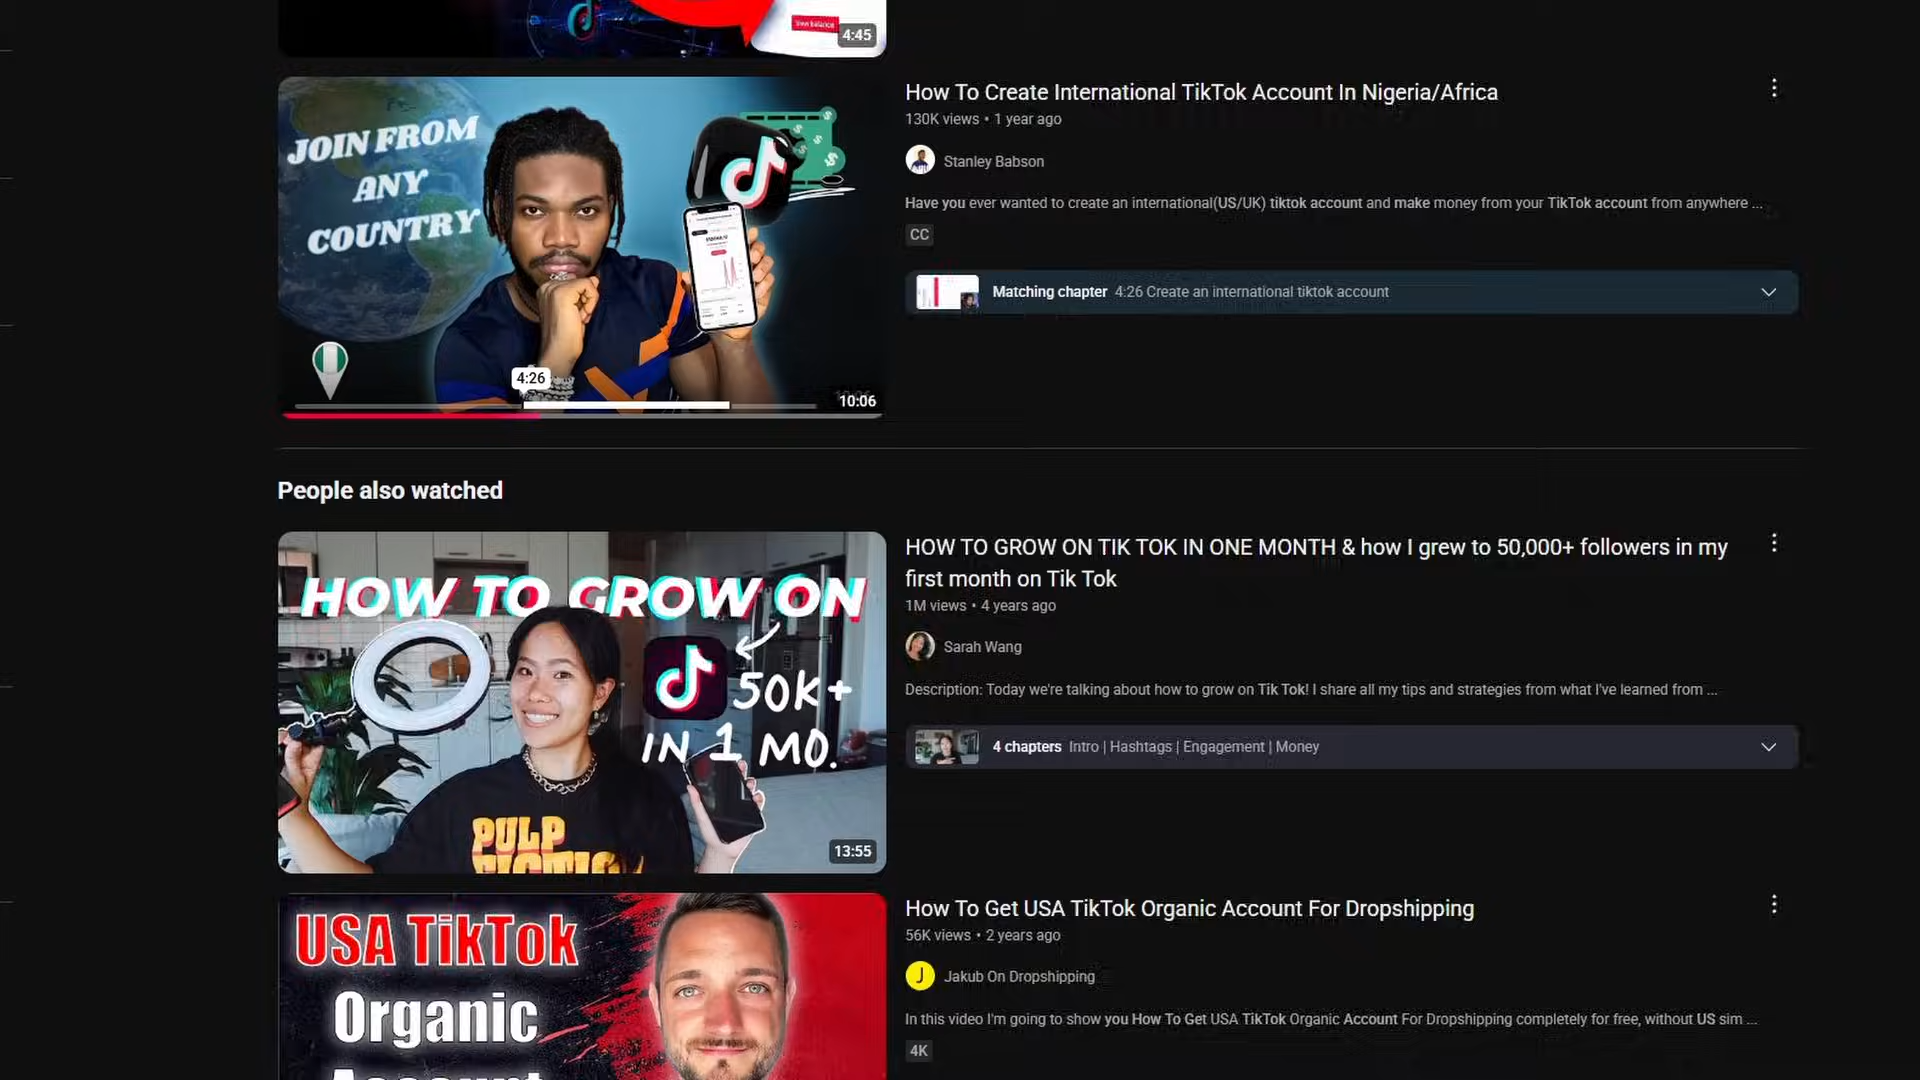 View balance
4:45
JOIN FROM
ANY
COUNTRY
4:26
10:06
How To Create International TikTok Account In Nigeria/Africa
130K views • 1 year ago
Stanley Babson
Have you ever wanted to create an international(US/UK) tiktok account and make money from your TikTok account from anywhere ...
CC
Matching chapter 4:26 Create an international tiktok account
People also watched
HOW TO GROW ON
50K+
IN 1 MO.
PULP
FICTION
13:55
HOW TO GROW ON TIK TOK IN ONE MONTH & how I grew to 50,000+ followers in my
first month on Tik Tok
1M views • 4 years ago
Sarah Wang
Description: Today we're talking about how to grow on Tik Tok! I share all my tips and strategies from what I've learned from ...
4 chapters Intro | Hashtags | Engagement | Money
USA TikTok
Organic
Account
How To Get USA TikTok Organic Account For Dropshipping
56K views • 2 years ago
J
Jakub On Dropshipping
In this video I'm going to show you How To Get USA TikTok Organic Account For Dropshipping completely for free, without US sim ...
4K